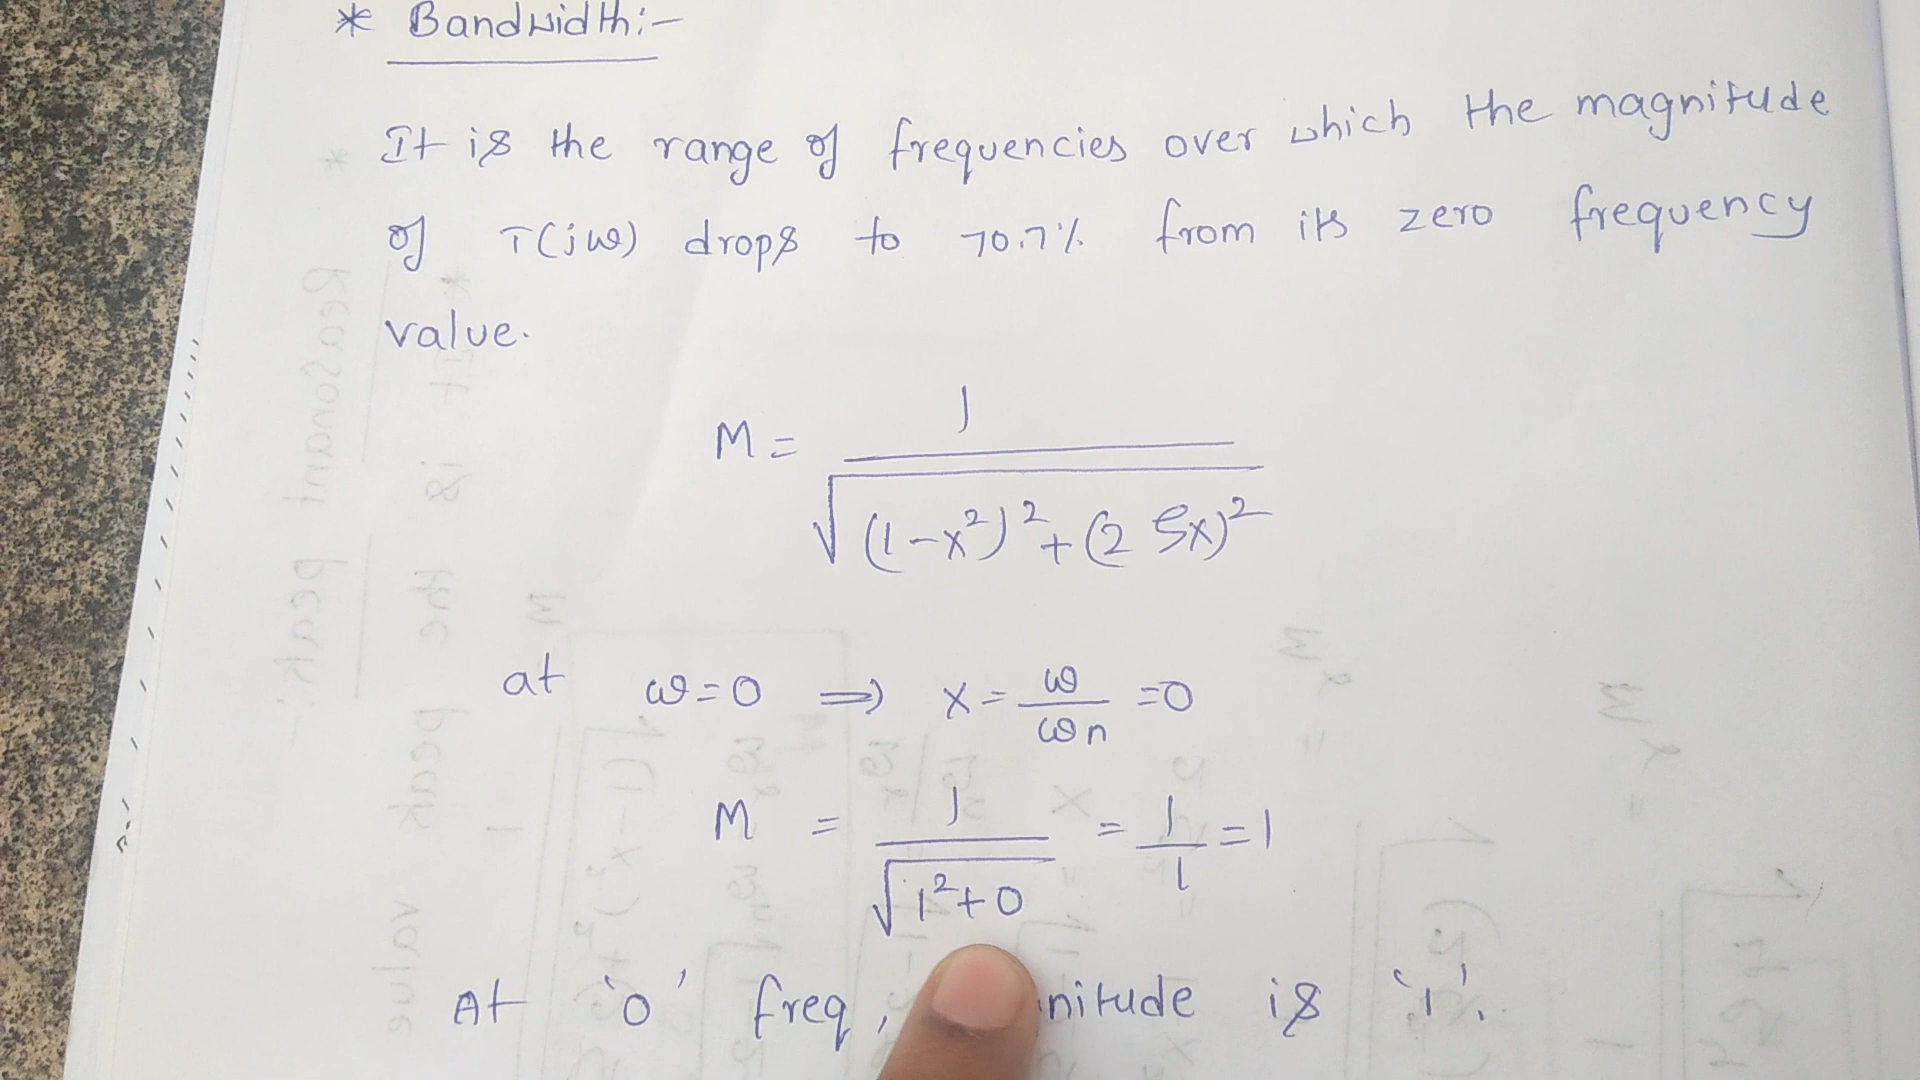 * Bandwidth:-
It is the range of frequencies over which the magnitude
of T(jω) drops to 70.7% from its zero frequency
value.
M = 1 / √((1-x²)² + (2ζx)²)
at ω=0 ⇒ x = ω/ωn = 0
M = 1/√(1²+0) = 1/1 = 1
At '0' freq, nitude is '1'.